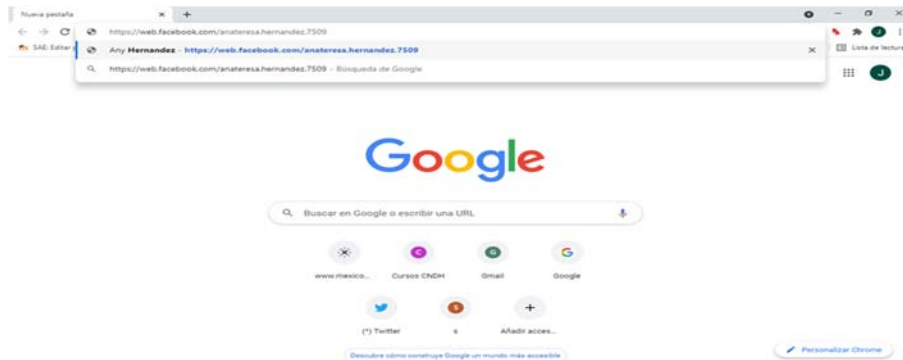 Nueva pestaña
https://web.facebook.com/anateresa.hernandez.7509
SAE: Editar
Any Hernandez - https://web.facebook.com/anateresa.hernandez.7509
Lista de lectura
https://web.facebook.com/anateresa.hernandez.7509 - Búsqueda de Google
J
Google
Buscar en Google o escribir una URL
C G G
www.mexico... Cursos CNDH Gmail Google
S
(*) Twitter s Añadir acces...
Descubre cómo construye Google un mundo más accesible
Personalizar Chrome